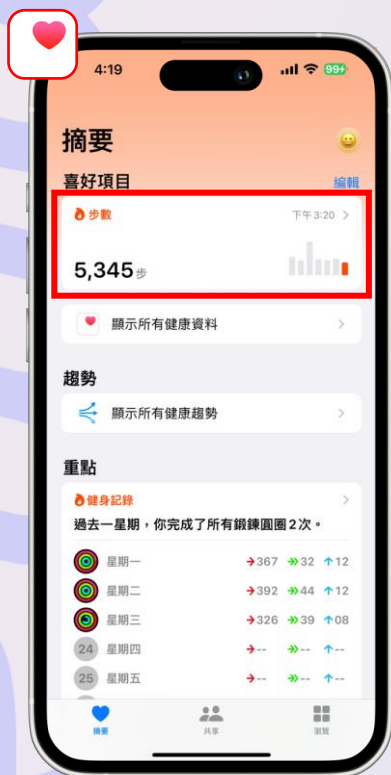 4:19
99+
摘要
喜好項目 編輯
步數 下午3:20
5,345步
顯示所有健康資料
趨勢
顯示所有健康趨勢
重點
健身記錄
過去一星期，你完成了所有鍛鍊圓圈2次。
星期一 367 32 12
星期二 392 44 12
星期三 326 39 08
24 星期四 -- -- --
25 星期五 -- -- --
摘要 共享 瀏覽